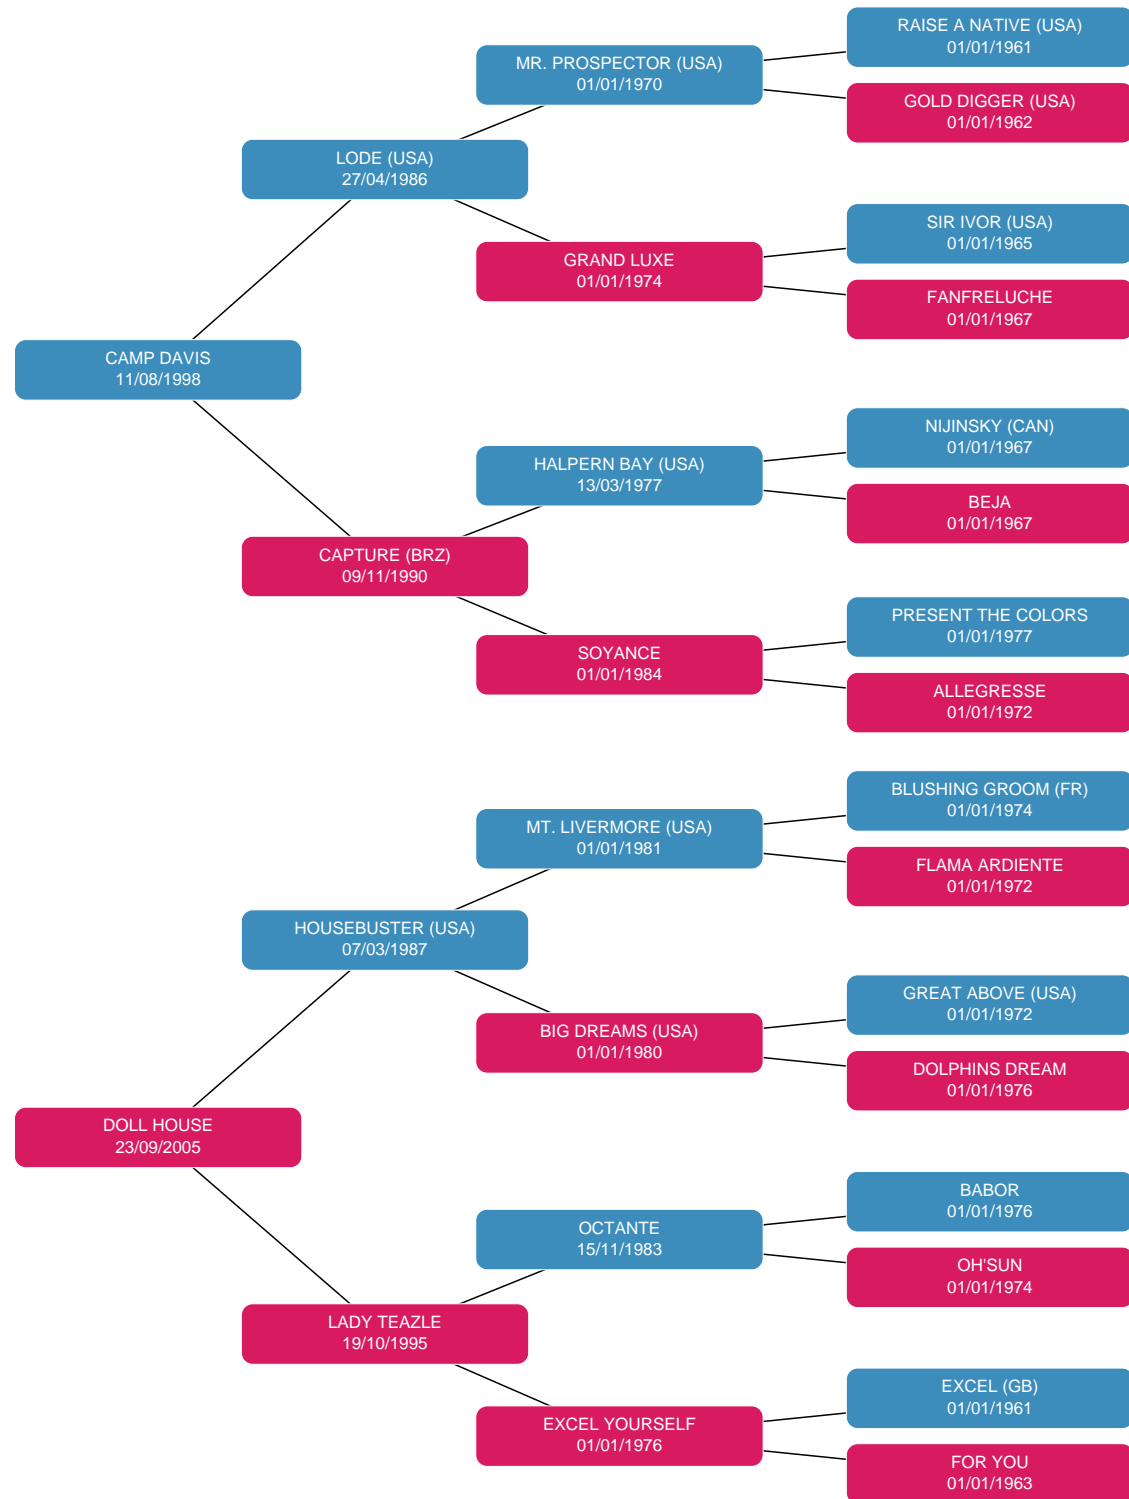 RAISE A NATIVE (USA)
01/01/1961
MR. PROSPECTOR (USA)
01/01/1970
GOLD DIGGER (USA)
01/01/1962
LODE (USA)
27/04/1986
SIR IVOR (USA)
01/01/1965
GRAND LUXE
01/01/1974
FANFRELUCHE
01/01/1967
CAMP DAVIS
11/08/1998
NIJINSKY (CAN)
01/01/1967
HALPERN BAY (USA)
13/03/1977
BEJA
01/01/1967
CAPTURE (BRZ)
09/11/1990
PRESENT THE COLORS
01/01/1977
SOYANCE
01/01/1984
ALLEGRESSE
01/01/1972
BLUSHING GROOM (FR)
01/01/1974
MT. LIVERMORE (USA)
01/01/1981
FLAMA ARDIENTE
01/01/1972
HOUSEBUSTER (USA)
07/03/1987
GREAT ABOVE (USA)
01/01/1972
BIG DREAMS (USA)
01/01/1980
DOLPHINS DREAM
01/01/1976
DOLL HOUSE
23/09/2005
BABOR
01/01/1976
OCTANTE
15/11/1983
OH'SUN
01/01/1974
LADY TEAZLE
19/10/1995
EXCEL (GB)
01/01/1961
EXCEL YOURSELF
01/01/1976
FOR YOU
01/01/1963